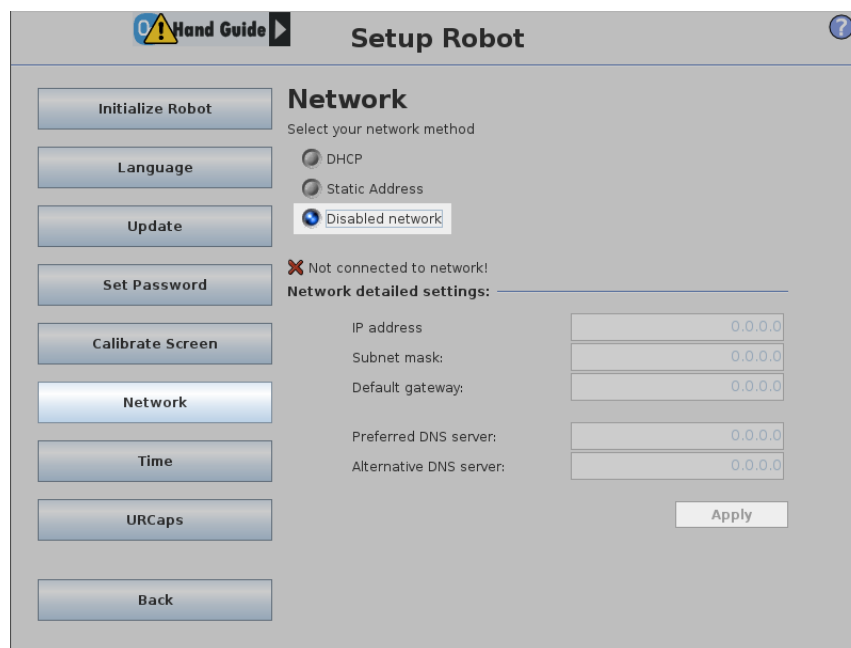 Hand Guide
Setup Robot
?
Initialize Robot
Language
Update
Set Password
Calibrate Screen
Network
Time
URCaps
Back
Network
Select your network method
DHCP
Static Address
Disabled network
Not connected to network!
Network detailed settings:
IP address 0.0.0.0
Subnet mask: 0.0.0.0
Default gateway: 0.0.0.0
Preferred DNS server: 0.0.0.0
Alternative DNS server: 0.0.0.0
Apply